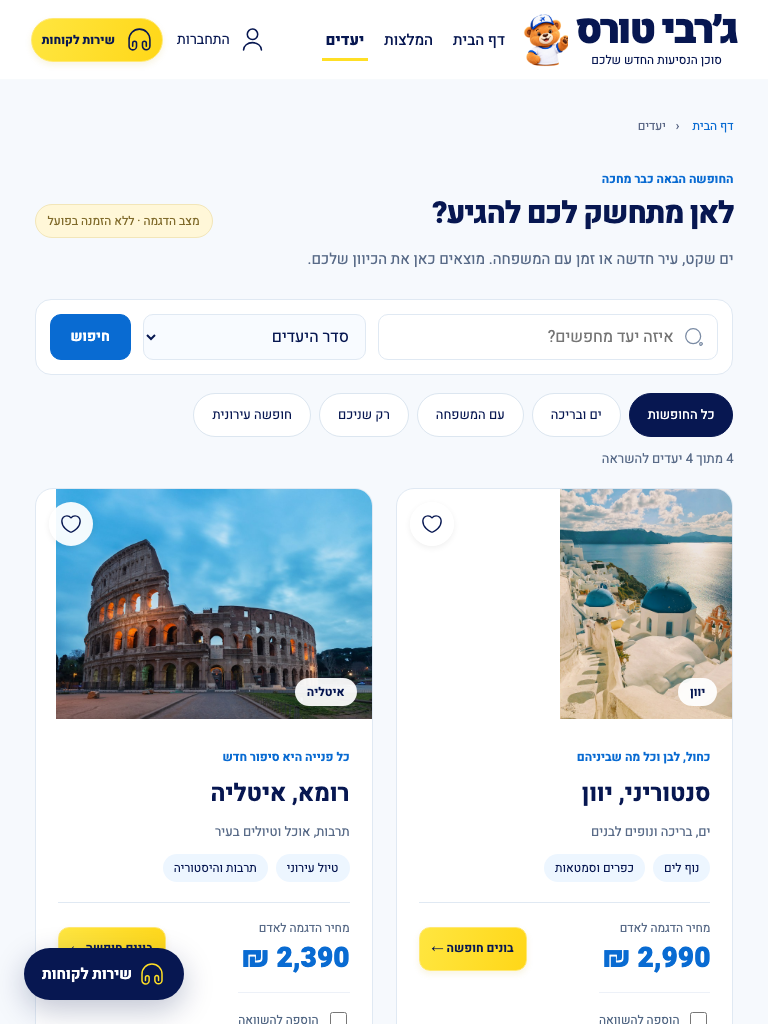 ג׳רבי טורס
סוכן הנסיעות החדש שלכם
דף הבית
המלצות
יעדים
התחברות
שירות לקוחות
דף הבית › יעדים
החופשה הבאה כבר מחכה
לאן מתחשק לכם להגיע?
מצב הדגמה · ללא הזמנה בפועל
ים שקט, עיר חדשה או זמן עם המשפחה. מוצאים כאן את הכיוון שלכם.
איזה יעד מחפשים?
סדר היעדים
חיפוש
כל החופשות
ים ובריכה
עם המשפחה
רק שניכם
חופשה עירונית
4 מתוך 4 יעדים להשראה
יוון
כחול, לבן וכל מה שביניהם
סנטוריני, יוון
ים, בריכה ונופים לבנים
נוף לים
כפרים וסמטאות
מחיר הדגמה לאדם
2,990 ₪
בונים חופשה ←
הוספה להשוואה
איטליה
כל פנייה היא סיפור חדש
רומא, איטליה
תרבות, אוכל וטיולים בעיר
טיול עירוני
תרבות והיסטוריה
מחיר הדגמה לאדם
2,390 ₪
בונים חופשה ←
הוספה להשוואה
שירות לקוחות